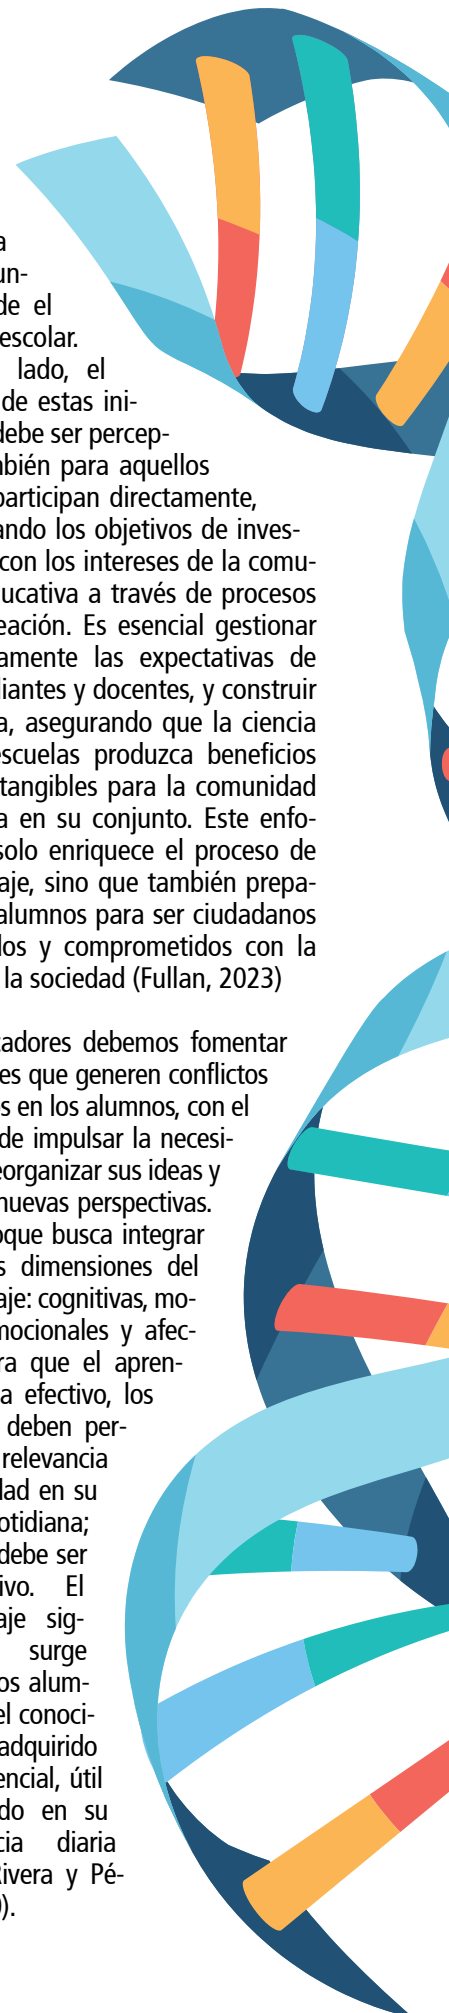 a
un-
de el
escolar.
lado, el
de estas ini-
debe ser percep-
mbién para aquellos
participan directamente,
ando los objetivos de inves-
con los intereses de la comu-
ucativa a través de procesos
eación. Es esencial gestionar
amente las expectativas de
diantes y docentes, y construir
a, asegurando que la ciencia
escuelas produzca beneficios
tangibles para la comunidad
a en su conjunto. Este enfo-
solo enriquece el proceso de
aje, sino que también prepa-
alumnos para ser ciudadanos
dos y comprometidos con la
la sociedad (Fullan, 2023)
cadores debemos fomentar
es que generen conflictos
s en los alumnos, con el
de impulsar la necesi-
eorganizar sus ideas y
nuevas perspectivas.
oque busca integrar
s dimensiones del
aje: cognitivas, mo-
mocionales y afec-
ra que el apren-
a efectivo, los
deben per-
relevancia
dad en su
otidiana;
debe ser
ivo. El
aje sig-
surge
os alum-
el conoci-
adquirido
encial, útil
do en su
cia diaria
Rivera y Pé-
0).